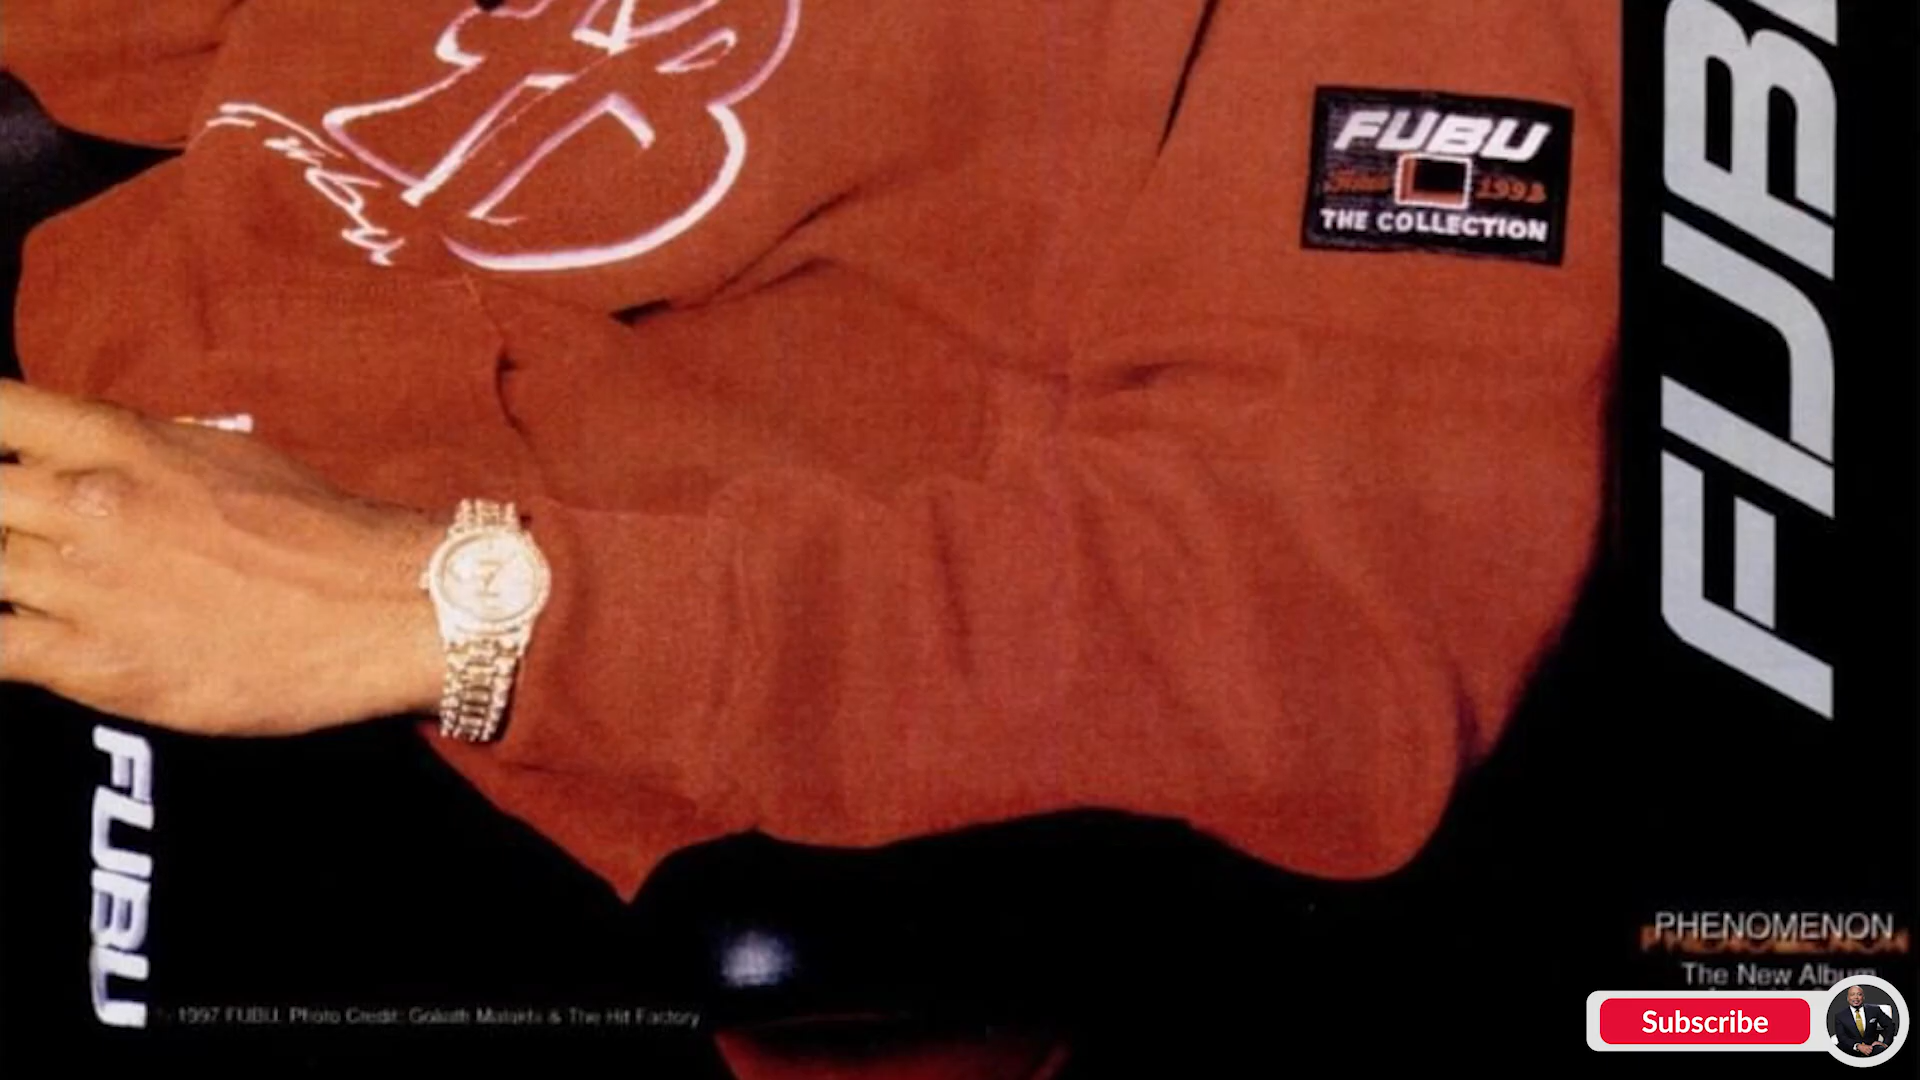 FUBU
1993
THE COLLECTION
FUBU
FUBU
PHENOMENON
The New Album
1997 FUBU. Photo Credit: Goliath & The Hit Factory
Subscribe